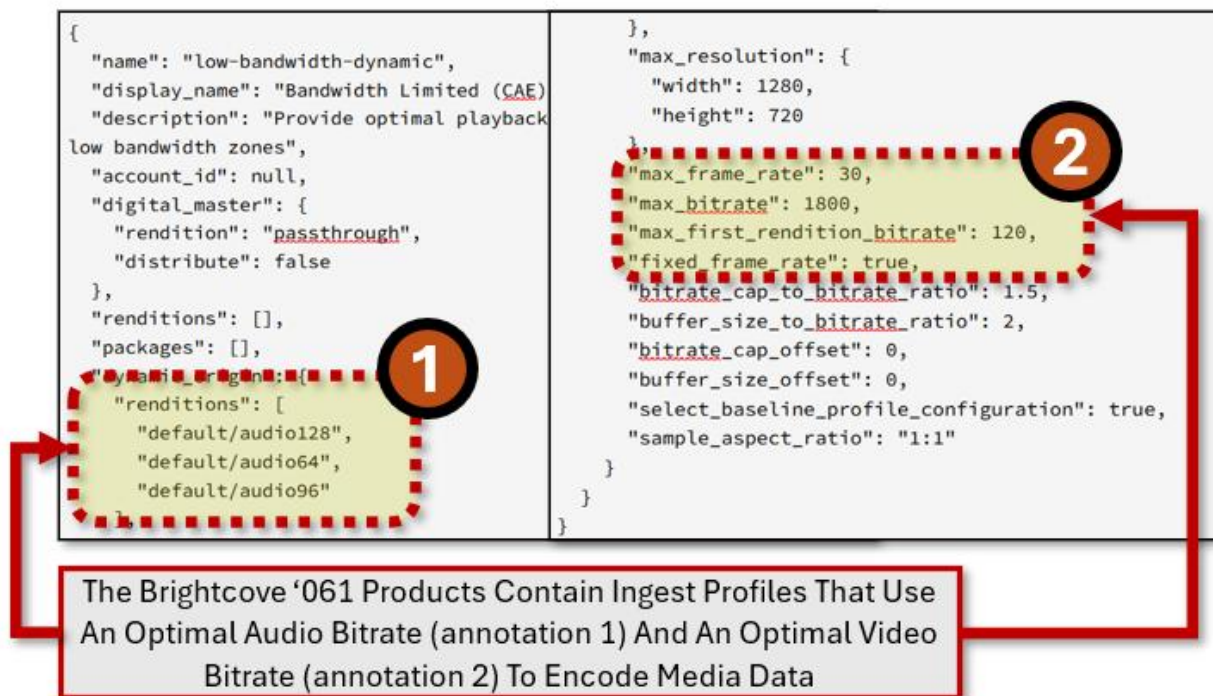 {
"name": "low-bandwidth-dynamic",
"display_name": "Bandwidth Limited (CAE)
"description": "Provide optimal playback
low bandwidth zones",
"account_id": null,
"digital_master": {
"rendition": "passthrough",
"distribute": false
},
"renditions": [],
"packages": [],
"dynamic_origin": {
"renditions": [
"default/audio128",
"default/audio64",
"default/audio96"
],
1
},
"max_resolution": {
"width": 1280,
"height": 720
},
"max_frame_rate": 30,
"max_bitrate": 1800,
"max_first_rendition_bitrate": 120,
"fixed_frame_rate": true,
"bitrate_cap_to_bitrate_ratio": 1.5,
"buffer_size_to_bitrate_ratio": 2,
"bitrate_cap_offset": 0,
"buffer_size_offset": 0,
"select_baseline_profile_configuration": true,
"sample_aspect_ratio": "1:1"
}
}
}
2
The Brightcove ‘061 Products Contain Ingest Profiles That Use
An Optimal Audio Bitrate (annotation 1) And An Optimal Video
Bitrate (annotation 2) To Encode Media Data